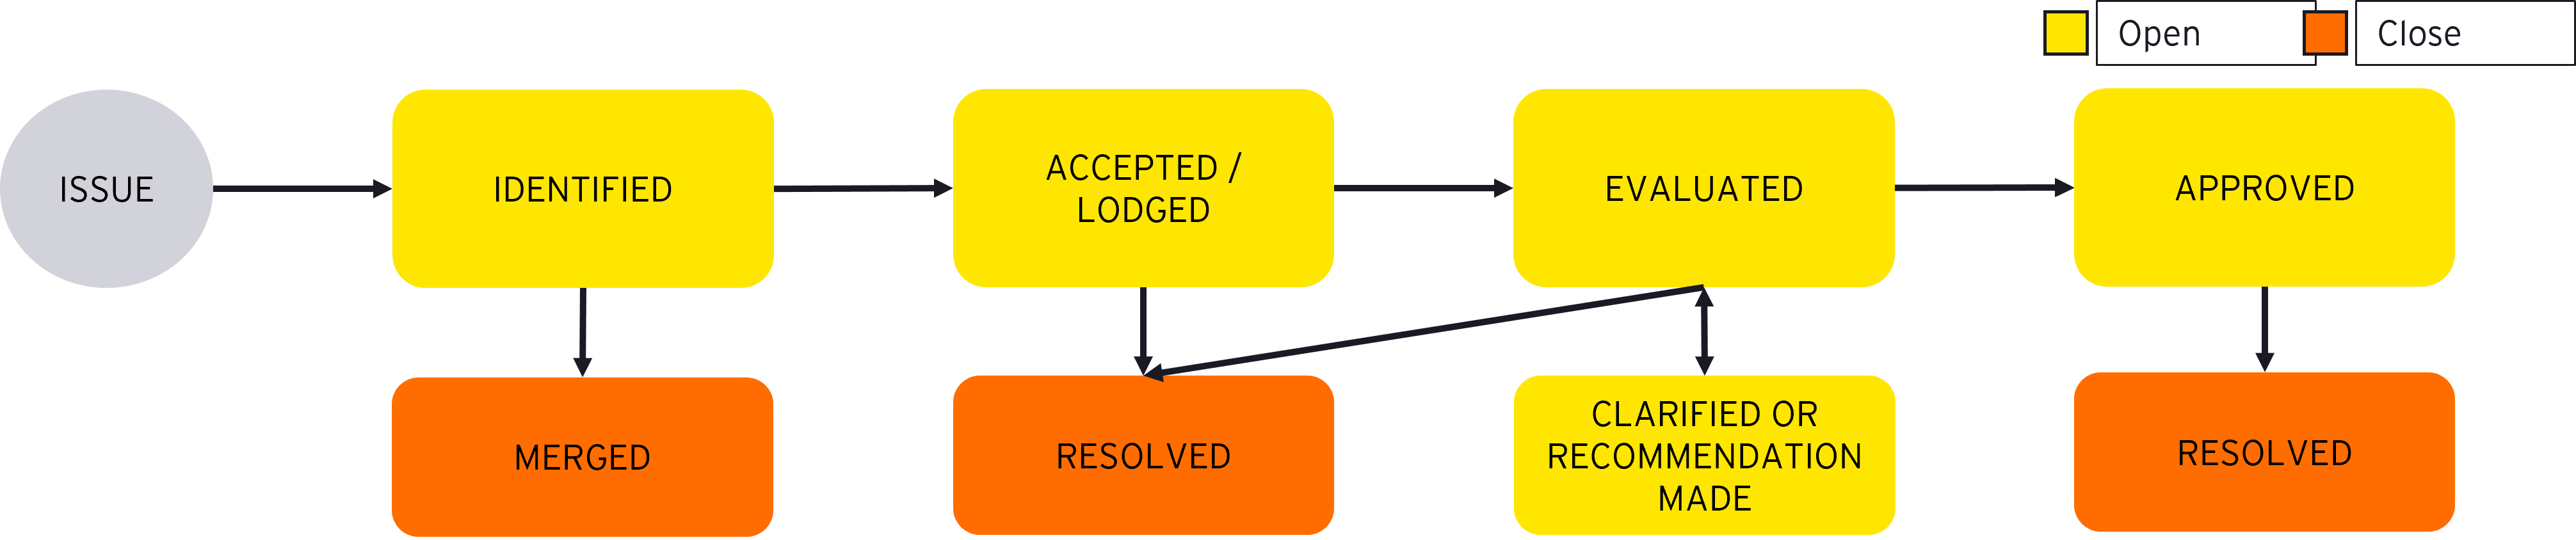 Open
Close
ISSUE
IDENTIFIED
ACCEPTED /
LODGED
EVALUATED
APPROVED
MERGED
RESOLVED
CLARIFIED OR
RECOMMENDATION
MADE
RESOLVED